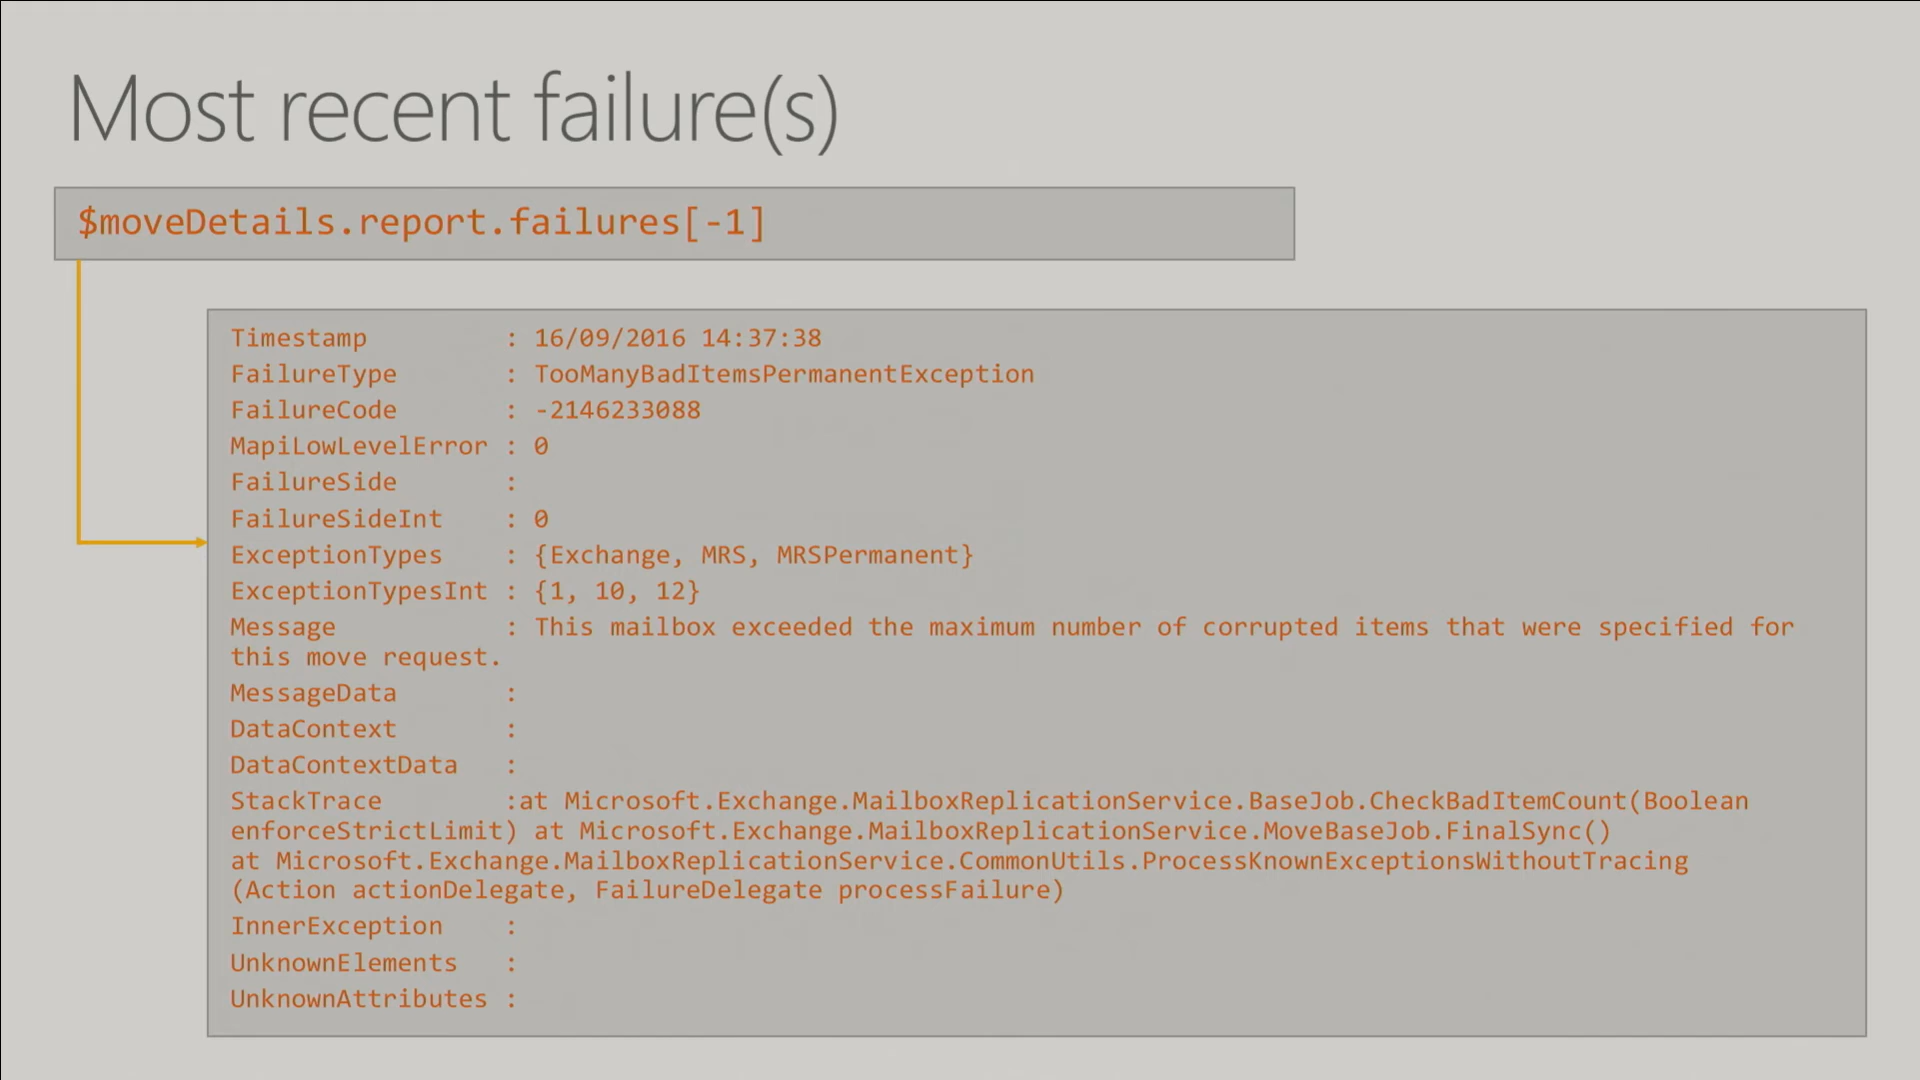 Most recent failure(s)
$moveDetails.report.failures[-1]
Timestamp         : 16/09/2016 14:37:38
FailureType       : TooManyBadItemsPermanentException
FailureCode       : -2146233088
MapiLowLevelError : 0
FailureSide       :
FailureSideInt    : 0
ExceptionTypes    : {Exchange, MRS, MRSPermanent}
ExceptionTypesInt : {1, 10, 12}
Message           : This mailbox exceeded the maximum number of corrupted items that were specified for
this move request.
MessageData       :
DataContext       :
DataContextData   :
StackTrace        :at Microsoft.Exchange.MailboxReplicationService.BaseJob.CheckBadItemCount(Boolean
enforceStrictLimit) at Microsoft.Exchange.MailboxReplicationService.MoveBaseJob.FinalSync()
at Microsoft.Exchange.MailboxReplicationService.CommonUtils.ProcessKnownExceptionsWithoutTracing
(Action actionDelegate, FailureDelegate processFailure)
InnerException    :
UnknownElements   :
UnknownAttributes :